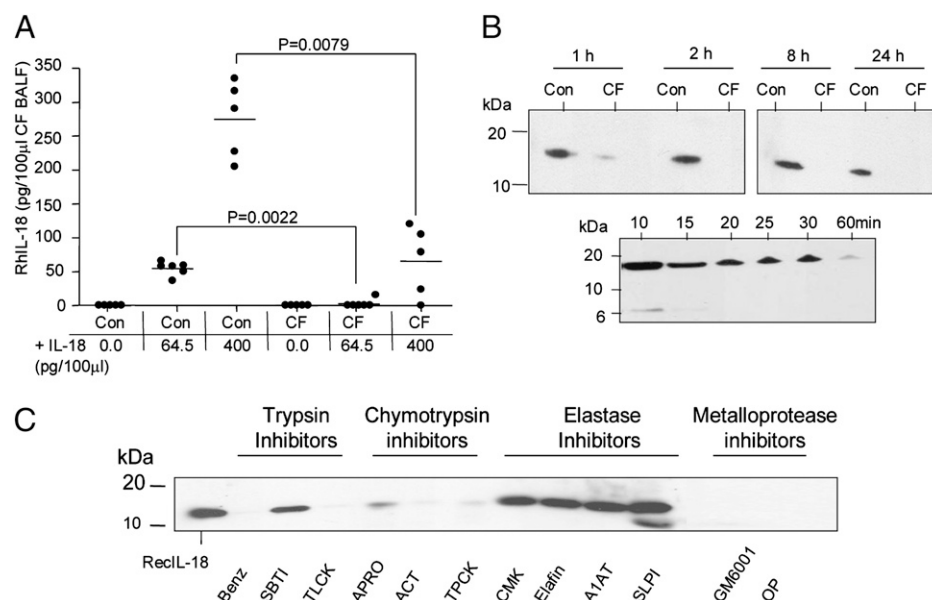 A
P=0.0079
P=0.0022
RhIL-18 (pg/100µl CF BALF)
350
300
250
200
150
100
50
0
Con Con Con CF CF CF
+ IL-18 0.0 64.5 400 0.0 64.5 400
(pg/100µl)
B
1 h 2 h 8 h 24 h
Con CF Con CF Con CF Con CF
kDa
20
10
kDa 10 15 20 25 30 60min
20
10
6
C
Trypsin Chymotrypsin Elastase Metalloprotease
Inhibitors inhibitors Inhibitors inhibitors
kDa
20
10
RecIL-18
Benz SBTI TLCK APRO ACT TPCK CMK Elafin A1AT SLPI GM6001 OP